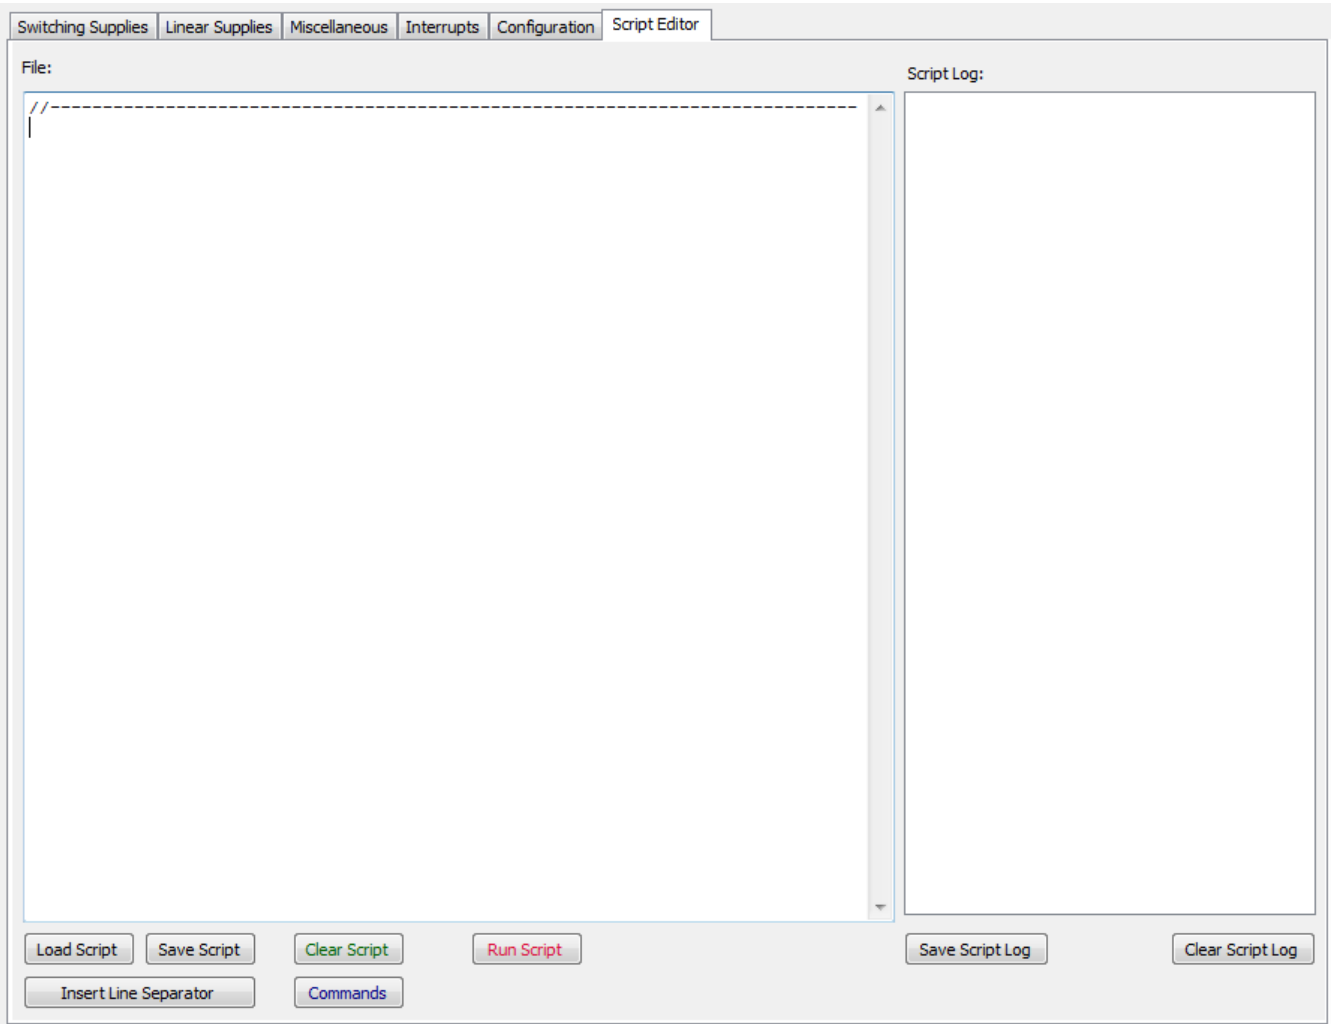 Switching Supplies Linear Supplies Miscellaneous Interrupts Configuration Script Editor
File:
Script Log:
//-----------------------------------------------------------------------------
Load Script Save Script Clear Script Run Script Save Script Log Clear Script Log
Insert Line Separator Commands